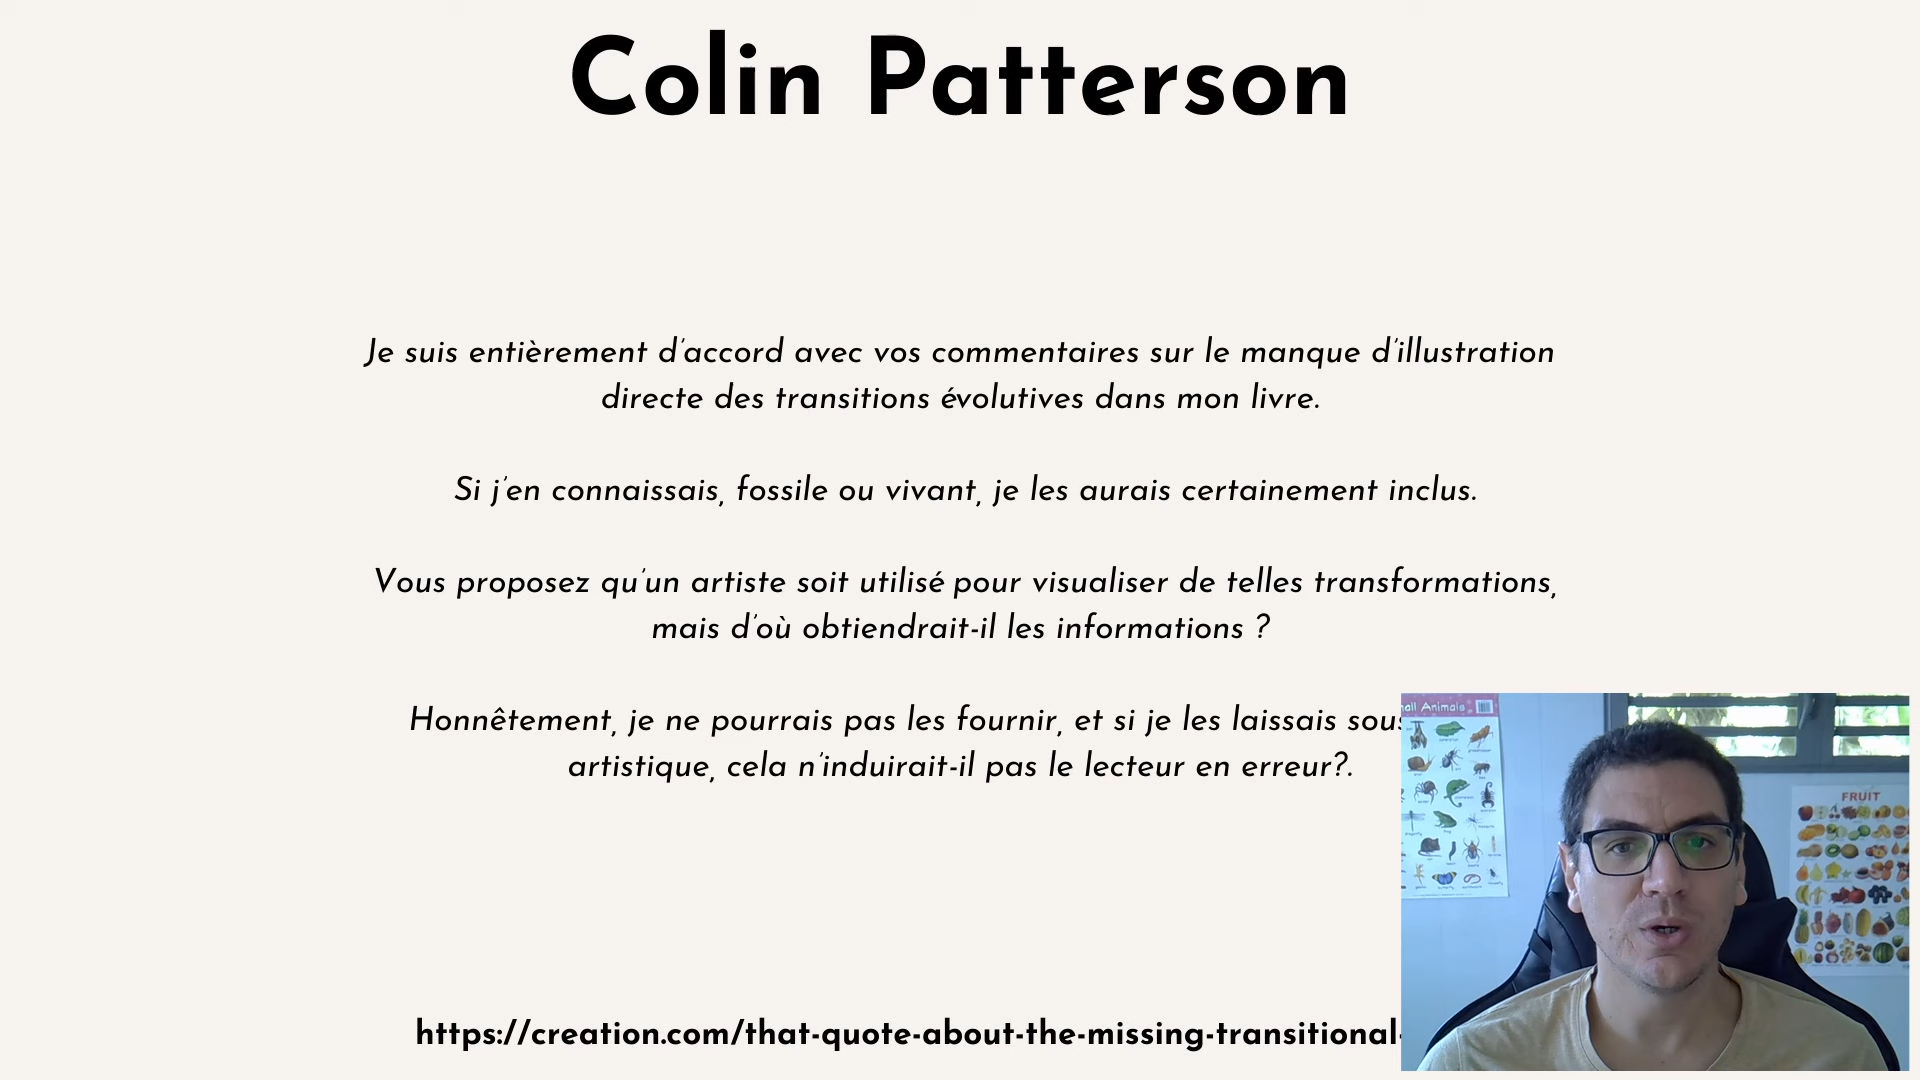 Colin Patterson
Je suis entièrement d'accord avec vos commentaires sur le manque d'illustration
directe des transitions évolutives dans mon livre.
Si j'en connaissais, fossile ou vivant, je les aurais certainement inclus.
Vous proposez qu'un artiste soit utilisé pour visualiser de telles transformations,
mais d'où obtiendrait-il les informations ?
Honnêtement, je ne pourrais pas les fournir, et si je les laissais sous
artistique, cela n'induirait-il pas le lecteur en erreur?.
https://creation.com/that-quote-about-the-missing-transitional-
Animals
FRUIT